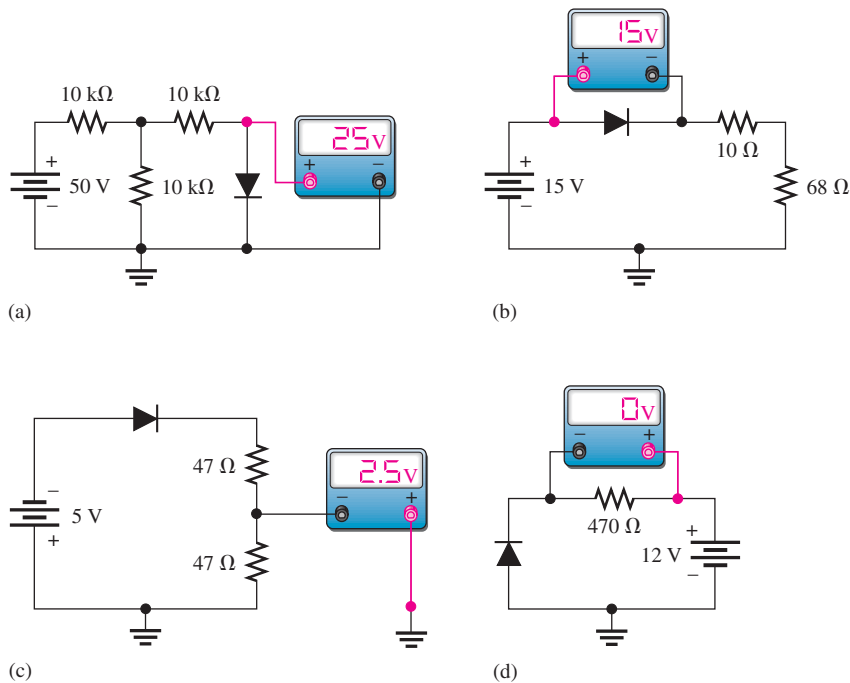 25V
+ −
10 kΩ 10 kΩ
+
50 V
−
10 kΩ
(a)
15V
+ −
10 Ω
+
15 V
−
68 Ω
(b)
2.5V
− +
47 Ω
−
5 V
+
47 Ω
(c)
0V
− +
470 Ω
+
12 V
−
(d)